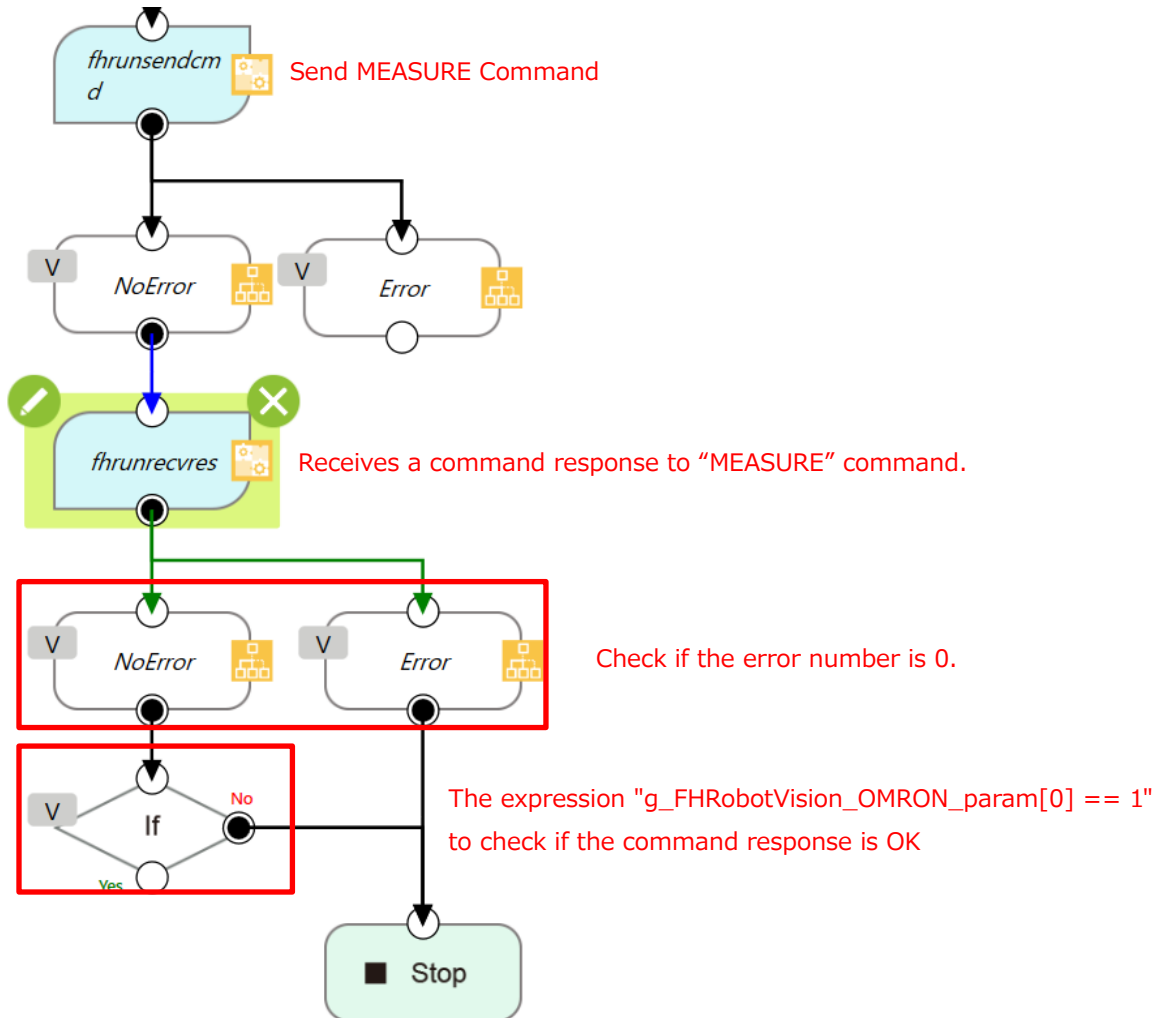 fhrunsendcm
d
Send MEASURE Command
V
NoError
V
Error
fhrunrecvres
Receives a command response to “MEASURE” command.
V
NoError
V
Error
Check if the error number is 0.
V
If
No
Yes
The expression "g_FHRobotVision_OMRON_param[0] == 1"
to check if the command response is OK
Stop